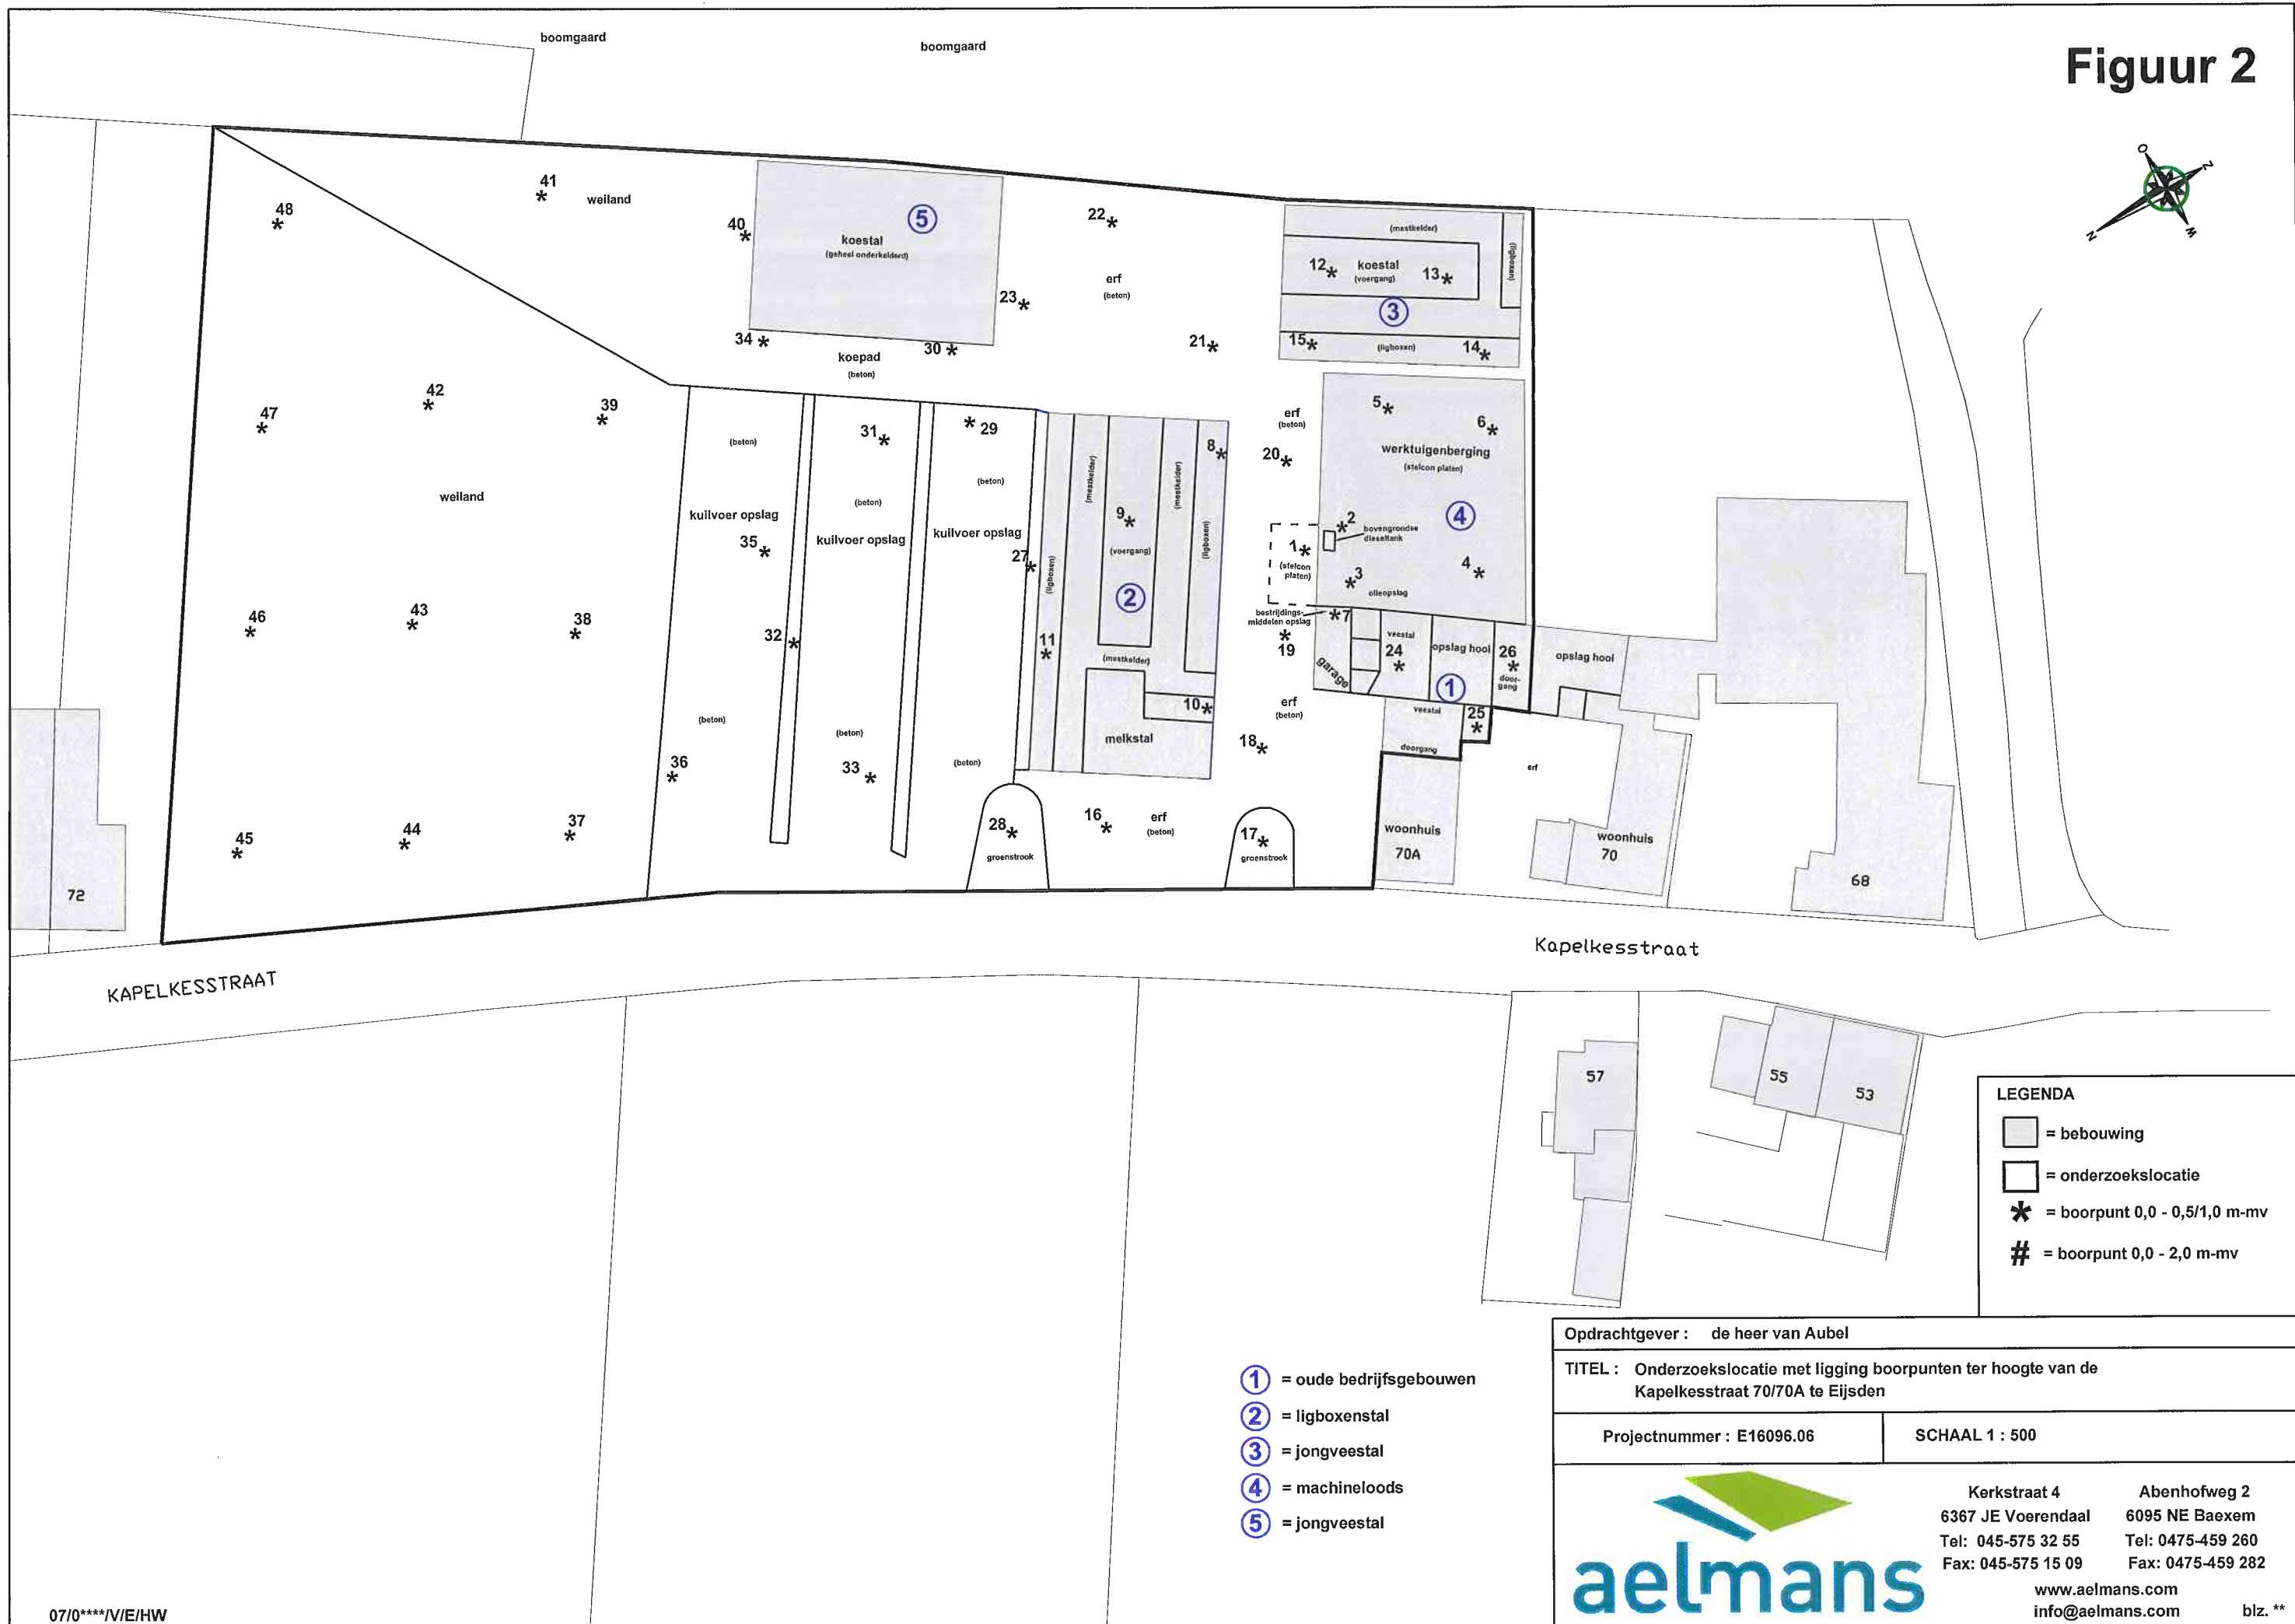 Figuur 2
boomgaard
boomgaard
O
Z
N
W
41
weiland
48
40
5
koestal
(geheel onderkelderd)
22
erf
(beton)
23
(mestkelder)
(ligboxen)
12
koestal
(voergang)
13
3
15
(ligboxen)
14
34
koepad
(beton)
30
21
47
42
39
weiland
(beton)
31
29
(beton)
(beton)
kuilvoer opslag
35
kuilvoer opslag
kuilvoer opslag
27
(ligboxen)
(mestkelder)
9
(voergang)
2
(mestkelder)
8
(ligboxen)
erf
(beton)
20
5
6
werktuigenberging
(stelcon platen)
4
2
bovengrondse
dieseltank
1
(stelcon
platen)
3
4
olieopslag
bestrijdings-
middelen opslag
7
19
garage
veestal
24
opslag hooi
26
door-
gang
opslag hooi
1
46
43
38
32
11
(mestkelder)
10
melkstal
erf
(beton)
18
veestal
25
doorgang
erf
(beton)
36
(beton)
33
(beton)
45
44
37
28
groenstrook
16
erf
(beton)
17
groenstrook
woonhuis
70A
woonhuis
70
68
72
KAPELKESSTRAAT
Kapelkesstraat
57
55
53
LEGENDA
= bebouwing
= onderzoekslocatie
* = boorpunt 0,0 - 0,5/1,0 m-mv
# = boorpunt 0,0 - 2,0 m-mv
1 = oude bedrijfsgebouwen
2 = ligboxenstal
3 = jongveestal
4 = machineloods
5 = jongveestal
Opdrachtgever : de heer van Aubel
TITEL : Onderzoekslocatie met ligging boorpunten ter hoogte van de
Kapelkesstraat 70/70A te Eijsden
Projectnummer : E16096.06
SCHAAL 1 : 500
aelmans
Kerkstraat 4
6367 JE Voerendaal
Tel: 045-575 32 55
Fax: 045-575 15 09
Abenhofweg 2
6095 NE Baexem
Tel: 0475-459 260
Fax: 0475-459 282
www.aelmans.com
info@aelmans.com
blz. **
07/0****/V/E/HW